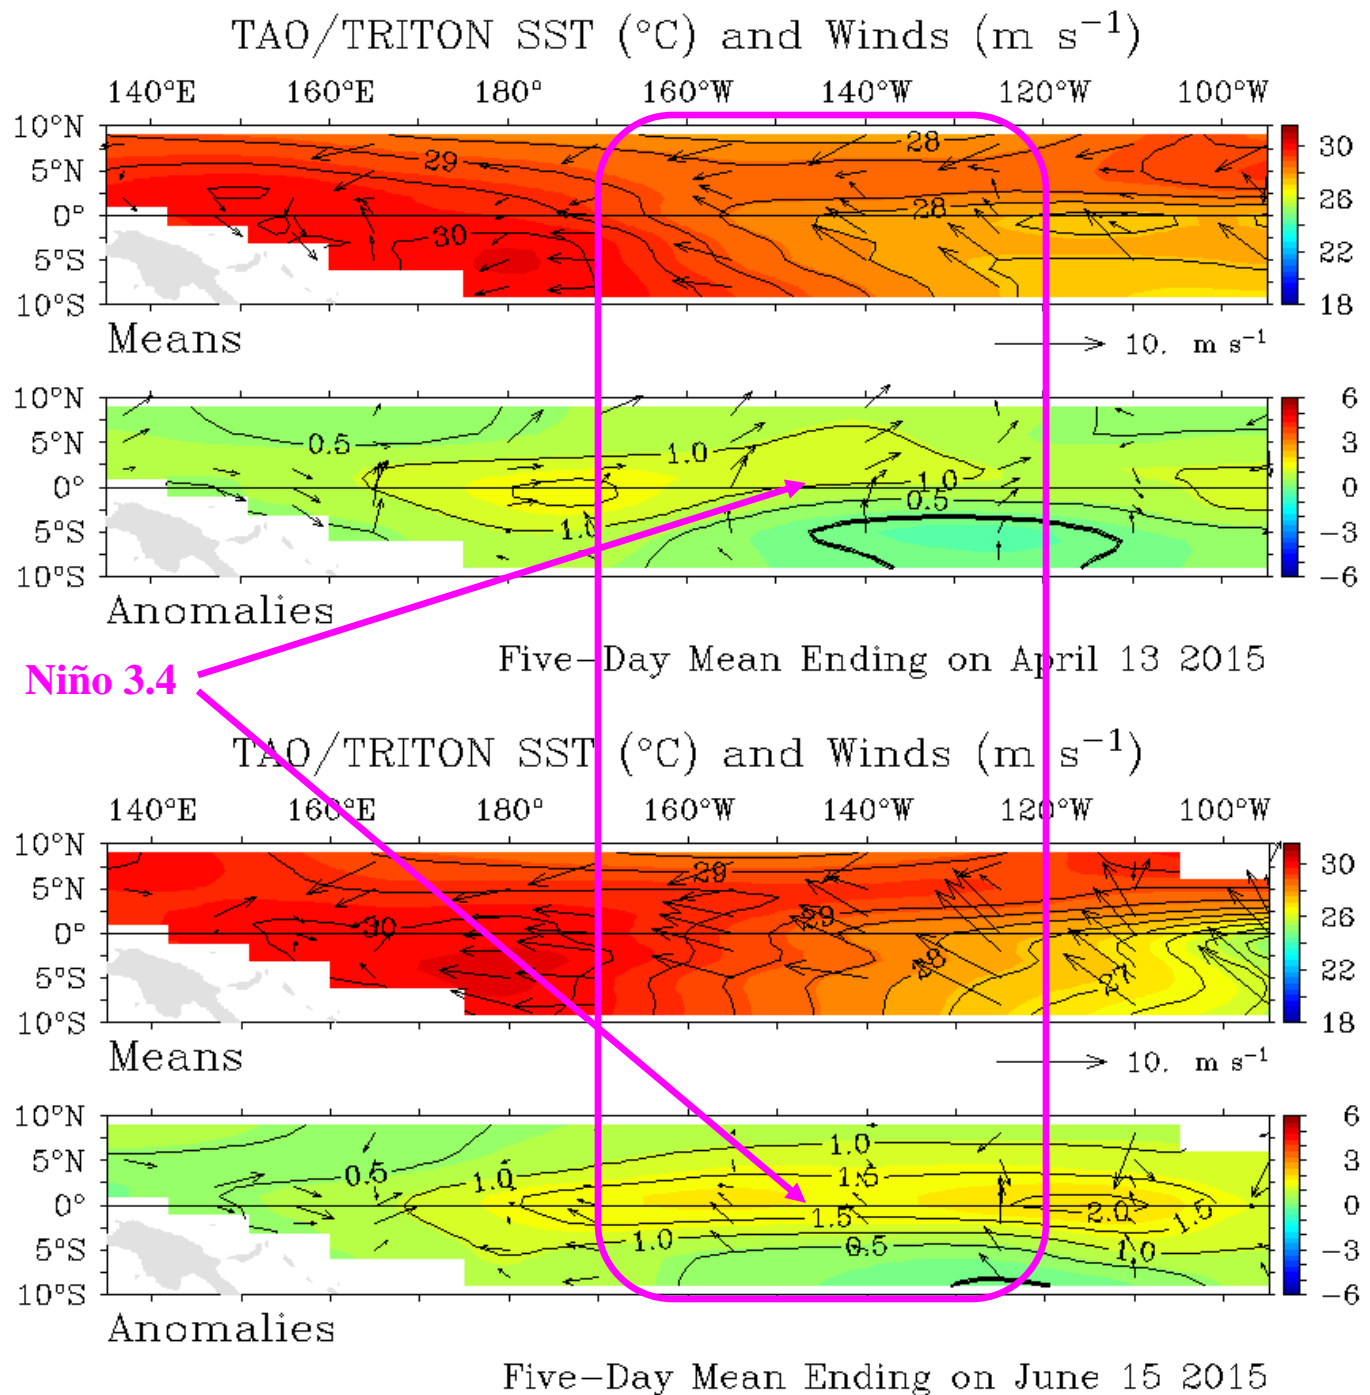 TAO/TRITON SST (°C) and Winds (m s⁻¹)
140°E 160°E 180° 160°W 140°W 120°W 100°W
10°N
5°N
0°
5°S
10°S
29
28
28
30
30
28
26
24
22
20
18
Means
10. m s⁻¹
10°N
5°N
0°
5°S
10°S
0.5
1.0
1.0
1.0
0.5
6
3
0
−3
−6
Anomalies
Five−Day Mean Ending on April 13 2015
Niño 3.4
TAO/TRITON SST (°C) and Winds (m s⁻¹)
140°E 160°E 180° 160°W 140°W 120°W 100°W
10°N
5°N
0°
5°S
10°S
29
29
30
28
27
30
28
26
24
22
20
18
Means
10. m s⁻¹
10°N
5°N
0°
5°S
10°S
0.5
1.0
1.0
1.5
1.5
2.0
1.5
1.0
0.5
1.0
6
3
0
−3
−6
Anomalies
Five−Day Mean Ending on June 15 2015